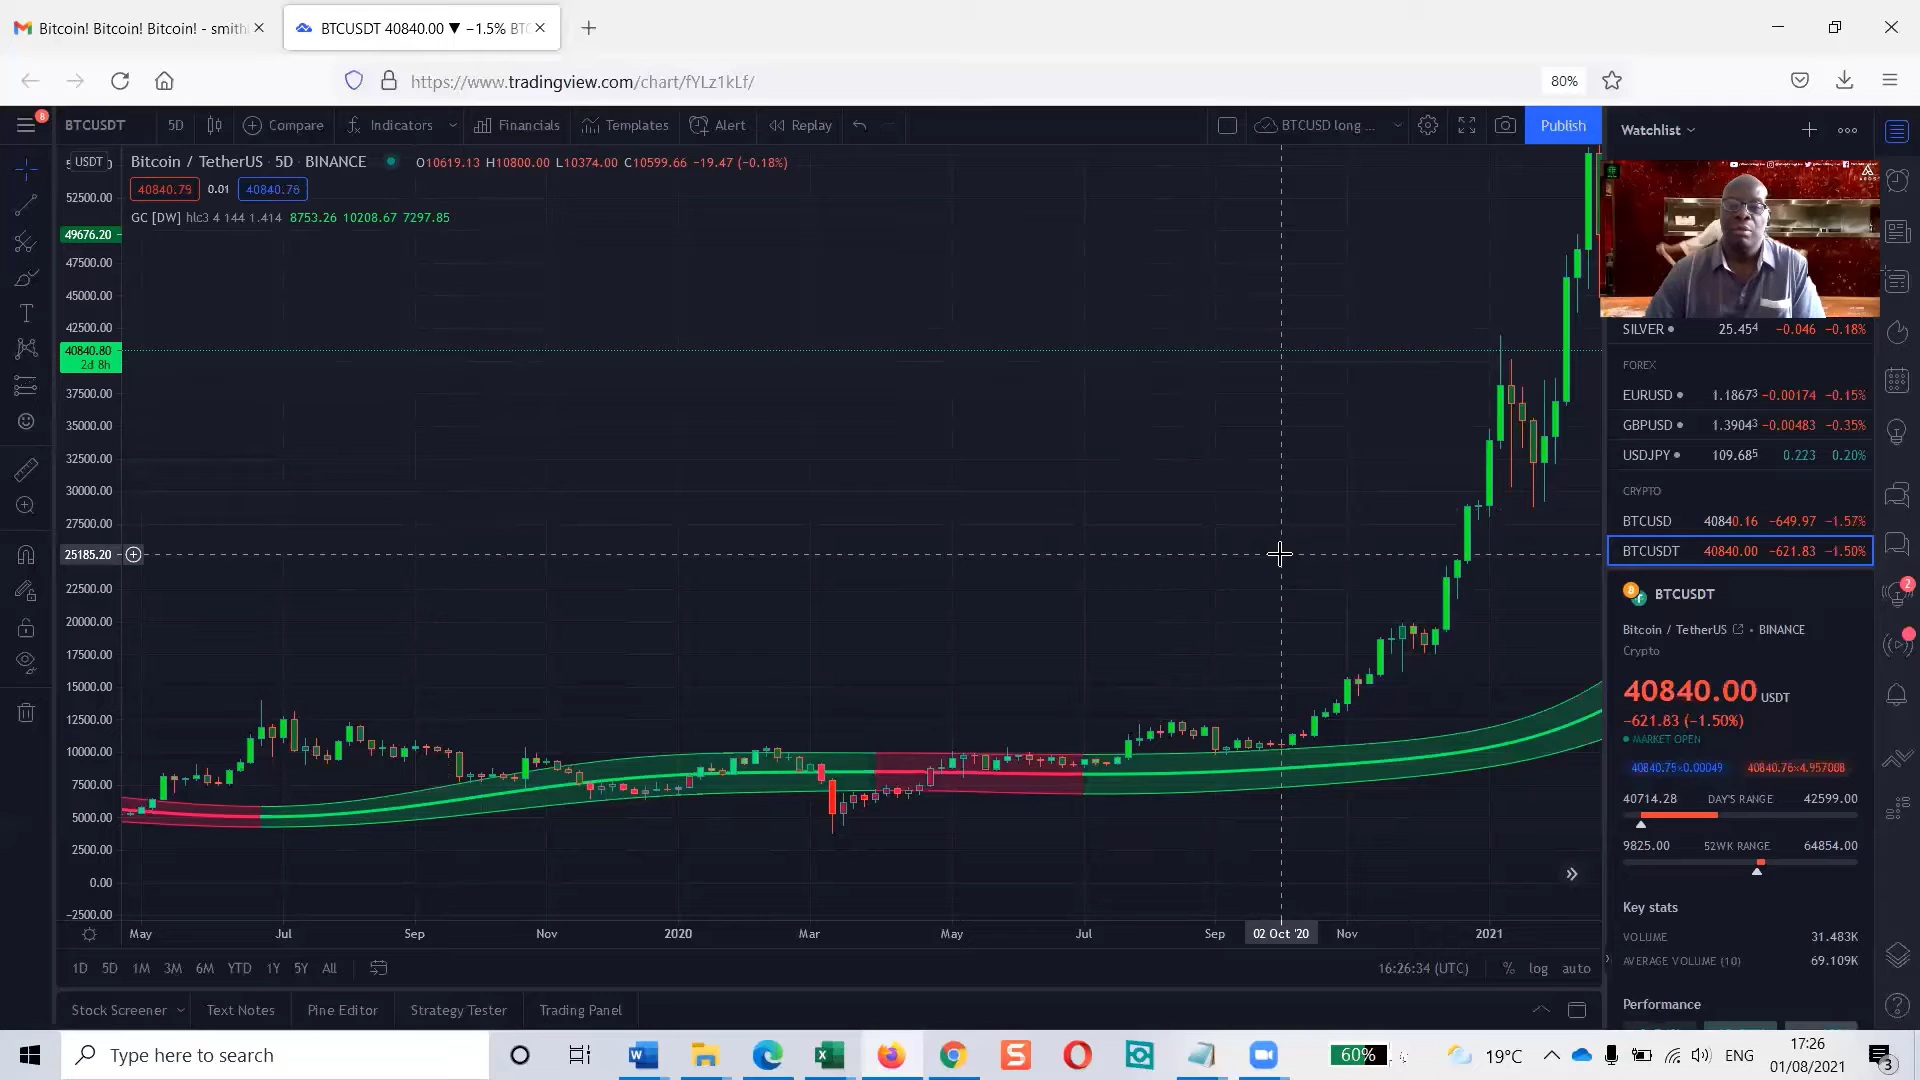 Bitcoin! Bitcoin! Bitcoin! - smith
BTCUSDT 40840.00 ▼ −1.5% BTC
https://www.tradingview.com/chart/fYLz1kLf/
80%
8
BTCUSDT 5D Compare Indicators Financials Templates Alert Replay BTCUSD long ... Publish
Watchlist
USDT
Bitcoin / TetherUS · 5D · BINANCE O10619.13 H10800.00 L10374.00 C10599.66 −19.47 (−0.18%)
40840.79 0.01 40840.76
GC [DW] hlc3 4 144 1.414 8753.26 10208.67 7297.85
52500.00
49676.20
47500.00
45000.00
42500.00
40840.80
2d 8h
37500.00
35000.00
32500.00
30000.00
27500.00
25185.20
22500.00
20000.00
17500.00
15000.00
12500.00
10000.00
7500.00
5000.00
2500.00
0.00
−2500.00
May Jul Sep Nov 2020 Mar May Jul Sep 02 Oct '20 Nov 2021
1D 5D 1M 3M 6M YTD 1Y 5Y All
16:26:34 (UTC) % log auto
Stock Screener Text Notes Pine Editor Strategy Tester Trading Panel
SILVER 25.454 −0.046 −0.18%
FOREX
EURUSD 1.18673 −0.00174 −0.15%
GBPUSD 1.39043 −0.00483 −0.35%
USDJPY 109.685 0.223 0.20%
CRYPTO
BTCUSD 40840.16 −649.97 −1.57%
BTCUSDT 40840.00 −621.83 −1.50%
BTCUSDT
2
Bitcoin / TetherUS • BINANCE
Crypto
40840.00 USDT
−621.83 (−1.50%)
MARKET OPEN
40840.75×0.00049 40840.76×4.957088
40714.28 DAY'S RANGE 42599.00
9825.00 52WK RANGE 64854.00
Key stats
VOLUME 31.483K
AVERAGE VOLUME (10) 69.109K
Performance
Type here to search
60%
19°C
ENG
17:26
01/08/2021
3